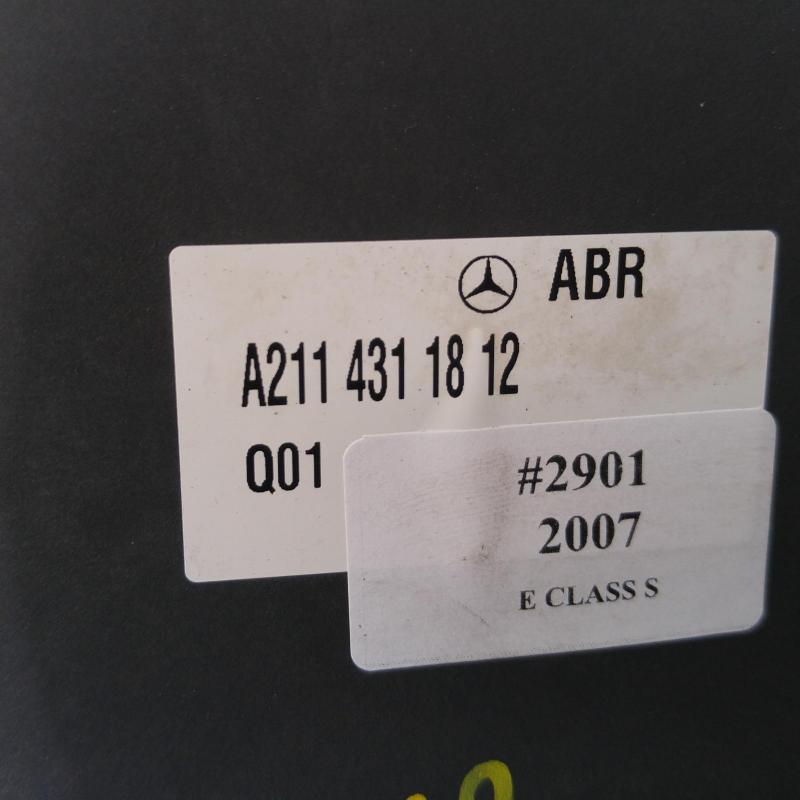 ABR
A211 431 18 12
Q01
#2901
2007
E CLASS S